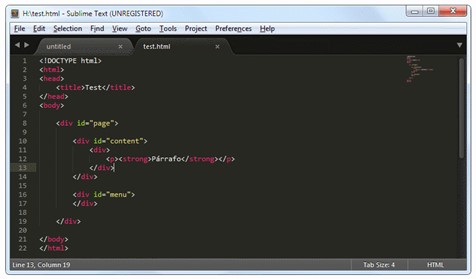 H:\test.html - Sublime Text (UNREGISTERED)
File Edit Selection Find View Goto Tools Project Preferences Help
untitled test.html
1 <!DOCTYPE html>
2 <html>
3 <head>
4 <title>Test</title>
5 </head>
6 <body>
7
8 <div id="page">
9
10 <div id="content">
11 <div>
12 <p><strong>Párrafo</strong></p>
13 </div>
14 </div>
15
16 <div id="menu">
17 </div>
18
19 </div>
20
21 </body>
22 </html>
Line 13, Column 19 Tab Size: 4 HTML